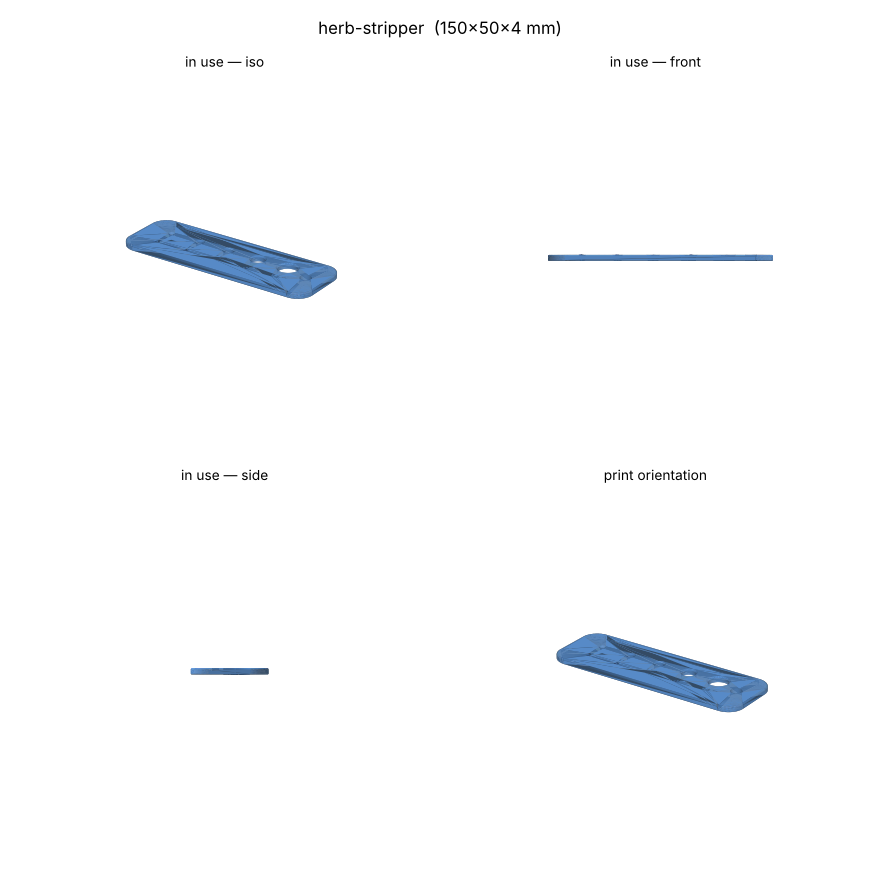 herb-stripper (150×50×4 mm)
in use — iso
in use — front
in use — side
print orientation